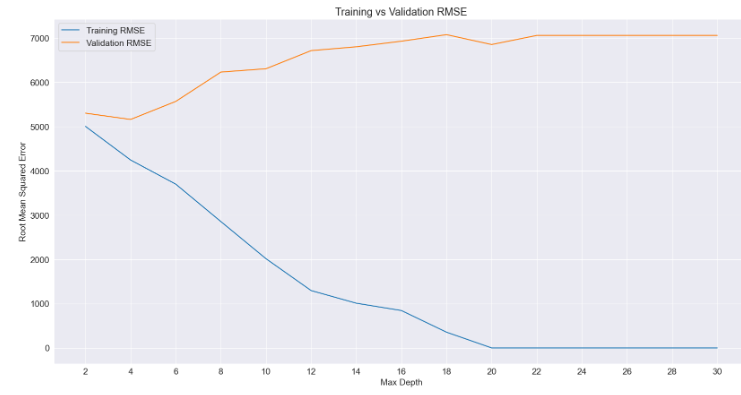 Training vs Validation RMSE
Training RMSE
Validation RMSE
Root Mean Squared Error
7000
6000
5000
4000
3000
2000
1000
0
2 4 6 8 10 12 14 16 18 20 22 24 26 28 30
Max Depth